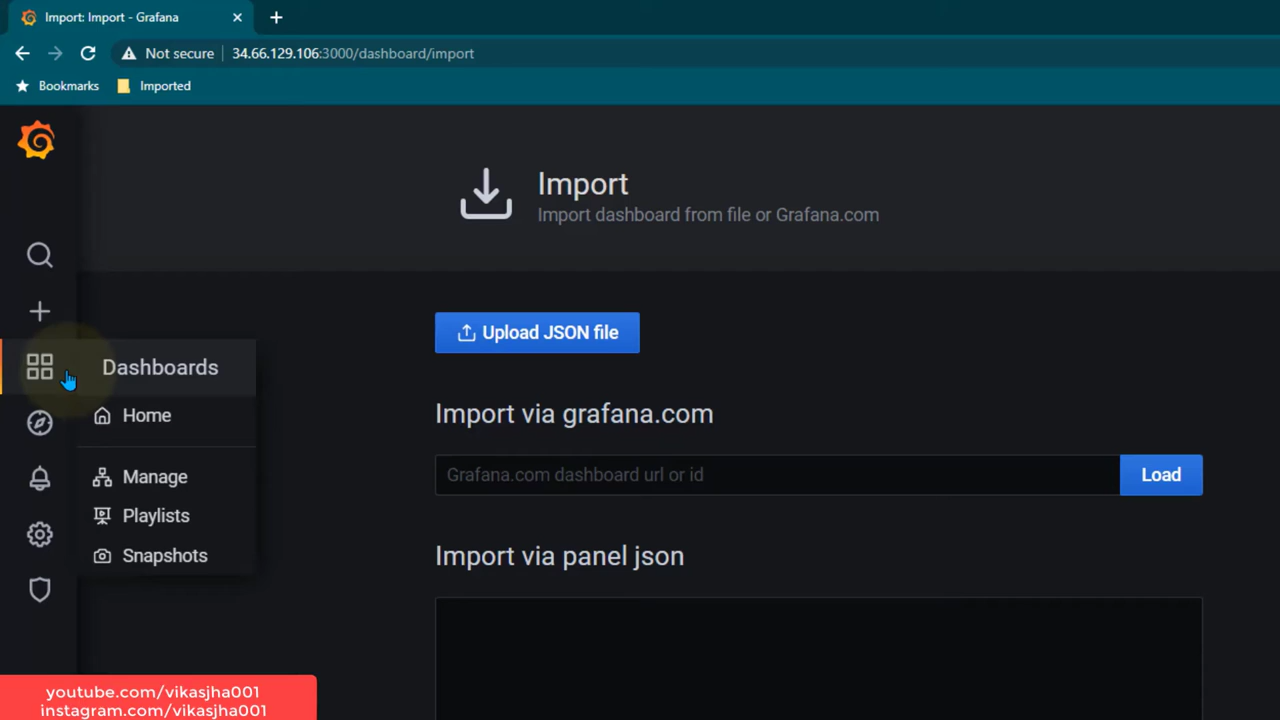 Import: Import - Grafana
Not secure 34.66.129.106:3000/dashboard/import
Bookmarks Imported
Import
Import dashboard from file or Grafana.com
Upload JSON file
Dashboards
Home
Manage
Playlists
Snapshots
Import via grafana.com
Grafana.com dashboard url or id
Load
Import via panel json
youtube.com/vikasjha001
instagram.com/vikasjha001